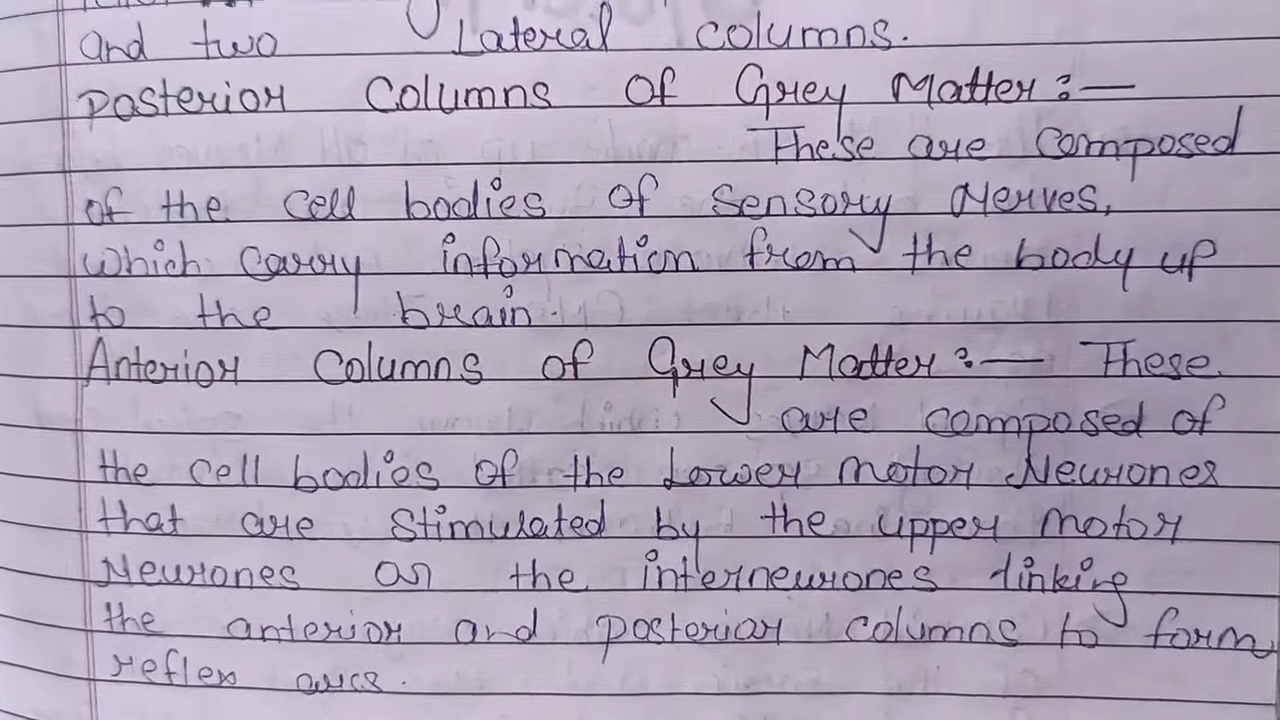 and two Lateral columns.
Posterior Columns Of Grey Matter :—
These are composed
of the cell bodies of sensory Nerves,
which carry information from the body up
to the brain.
Anterior Columns of Grey Matter :— These
are composed of
the cell bodies of the Lower Motor Neurones
that are stimulated by the upper motor
Neurones or the interneurones linking
the anterior and posterior columns to form
reflex arcs.